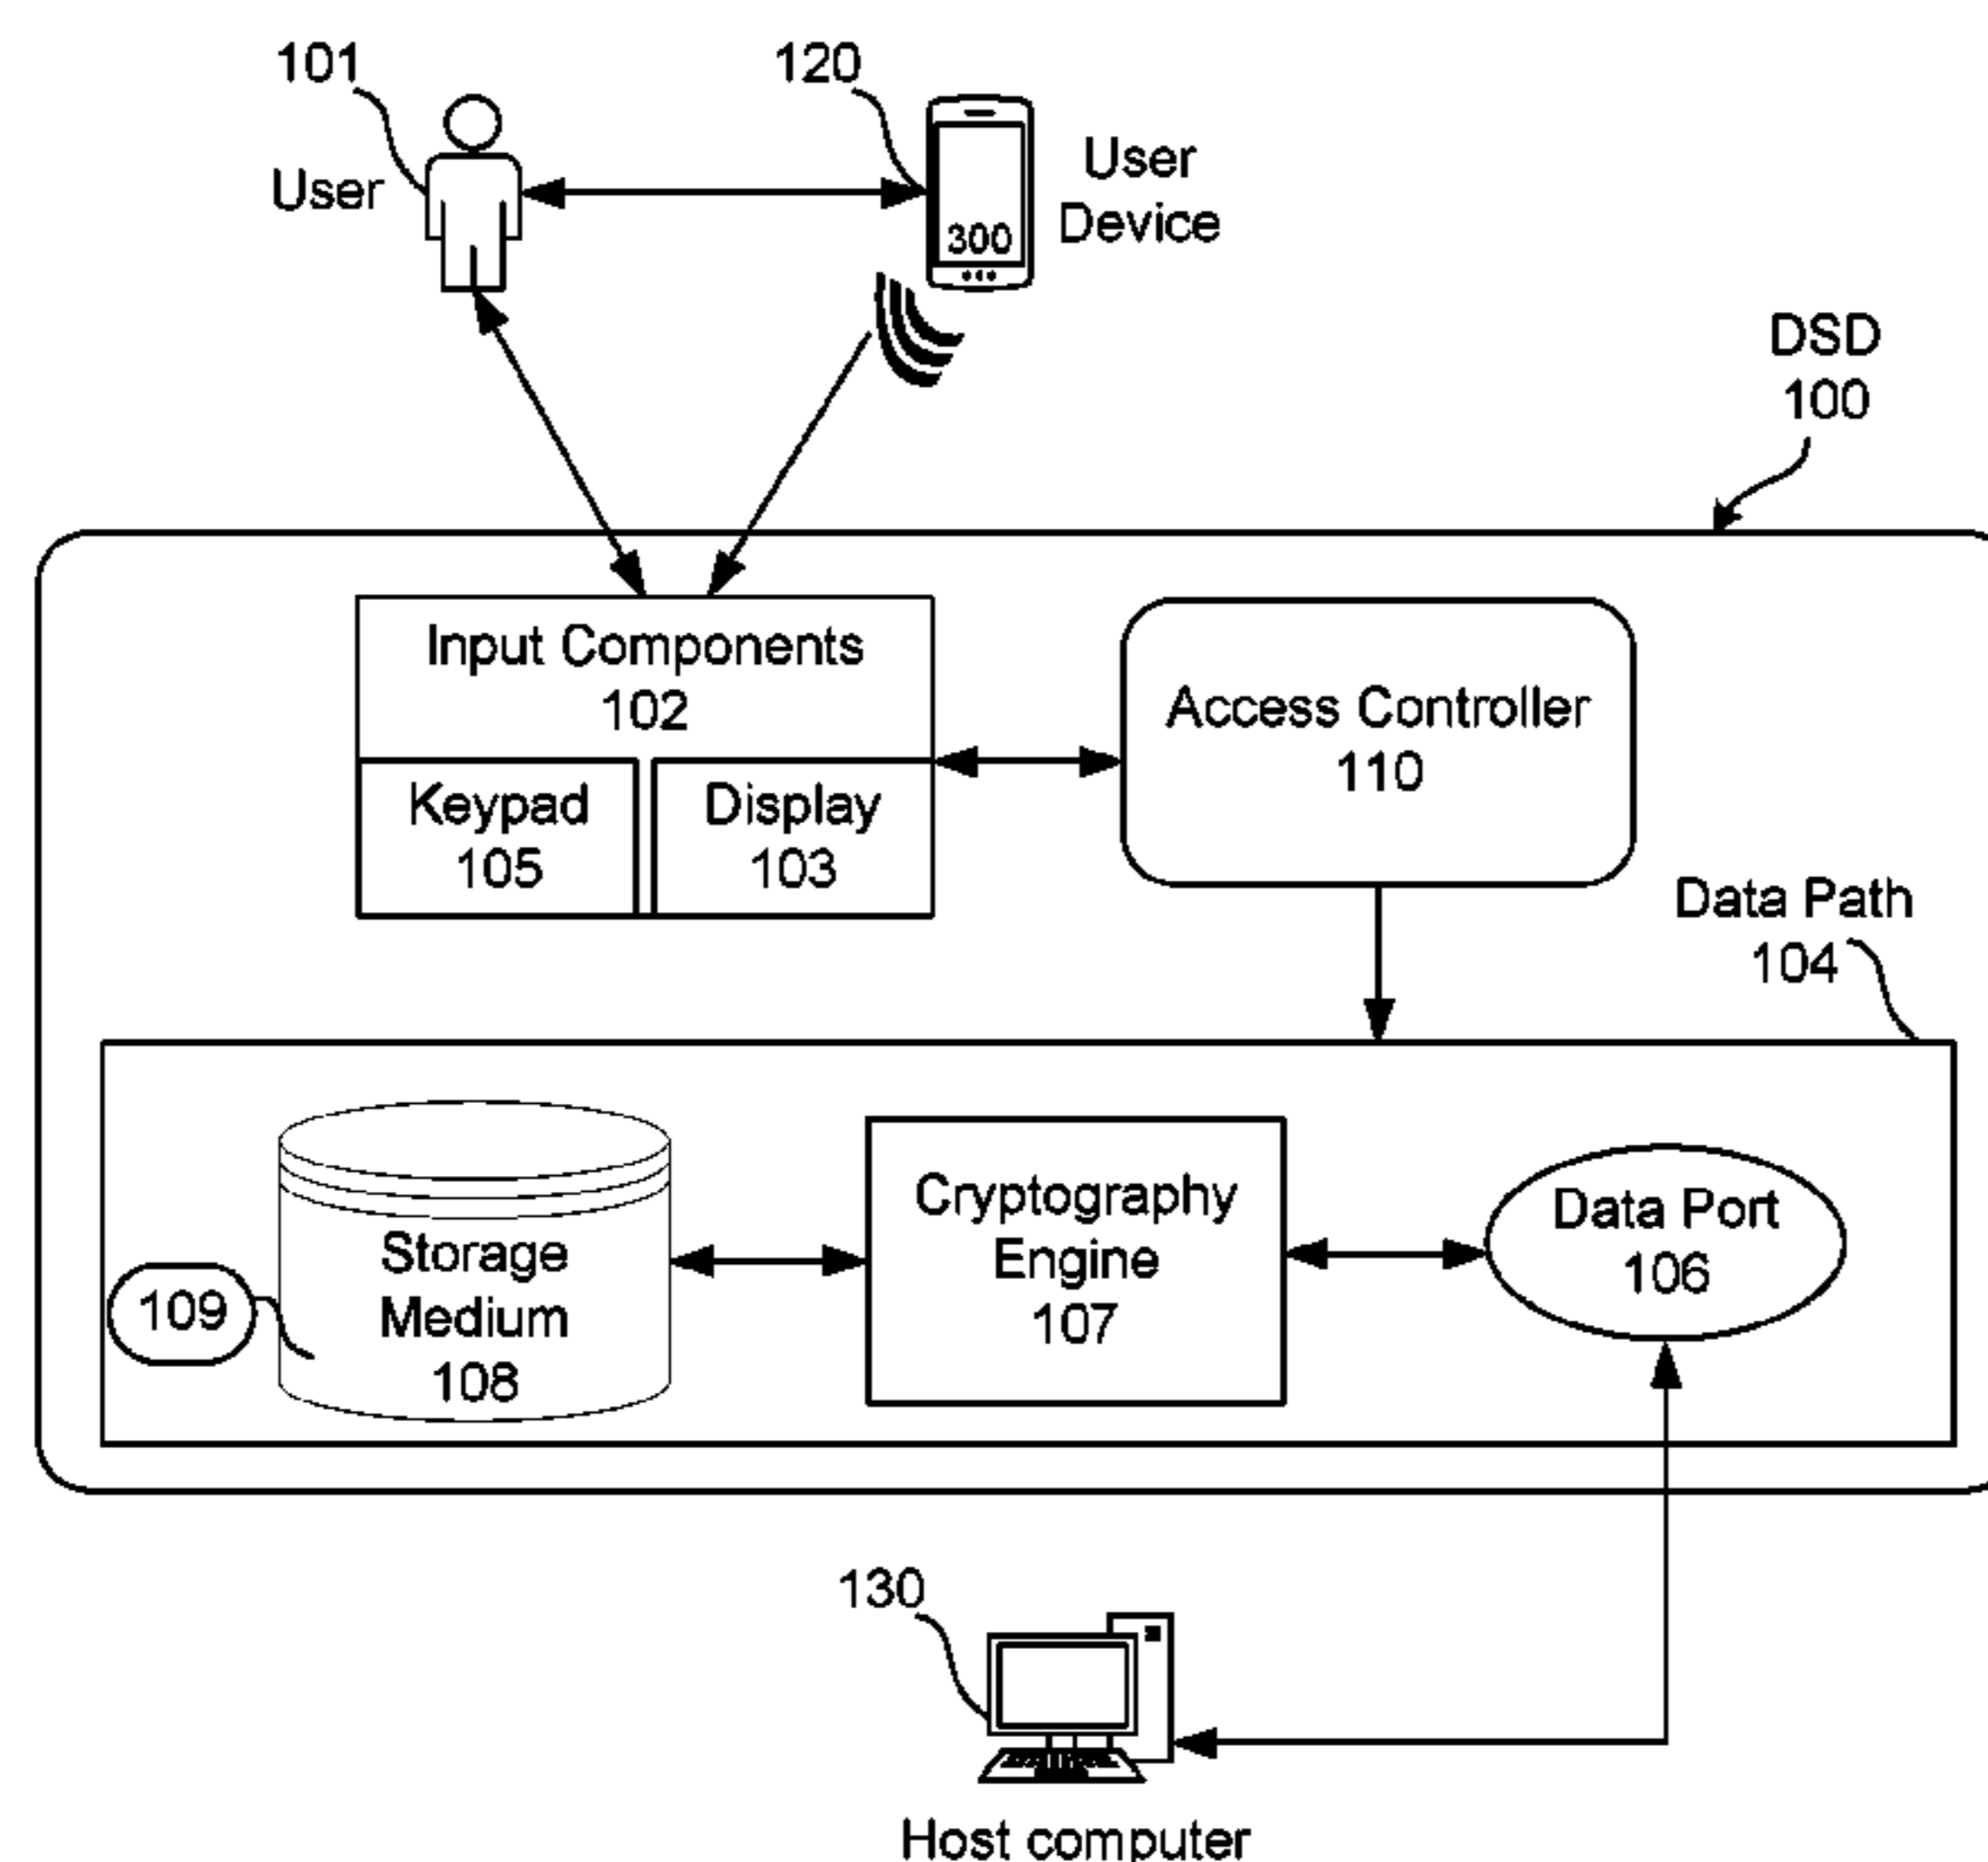 101
120
User
User
Device
300
DSD
100
Input Components
102
Keypad
105
Display
103
Access Controller
110
Data Path
104
Storage
Medium
108
109
Cryptography
Engine
107
Data Port
106
130
Host computer